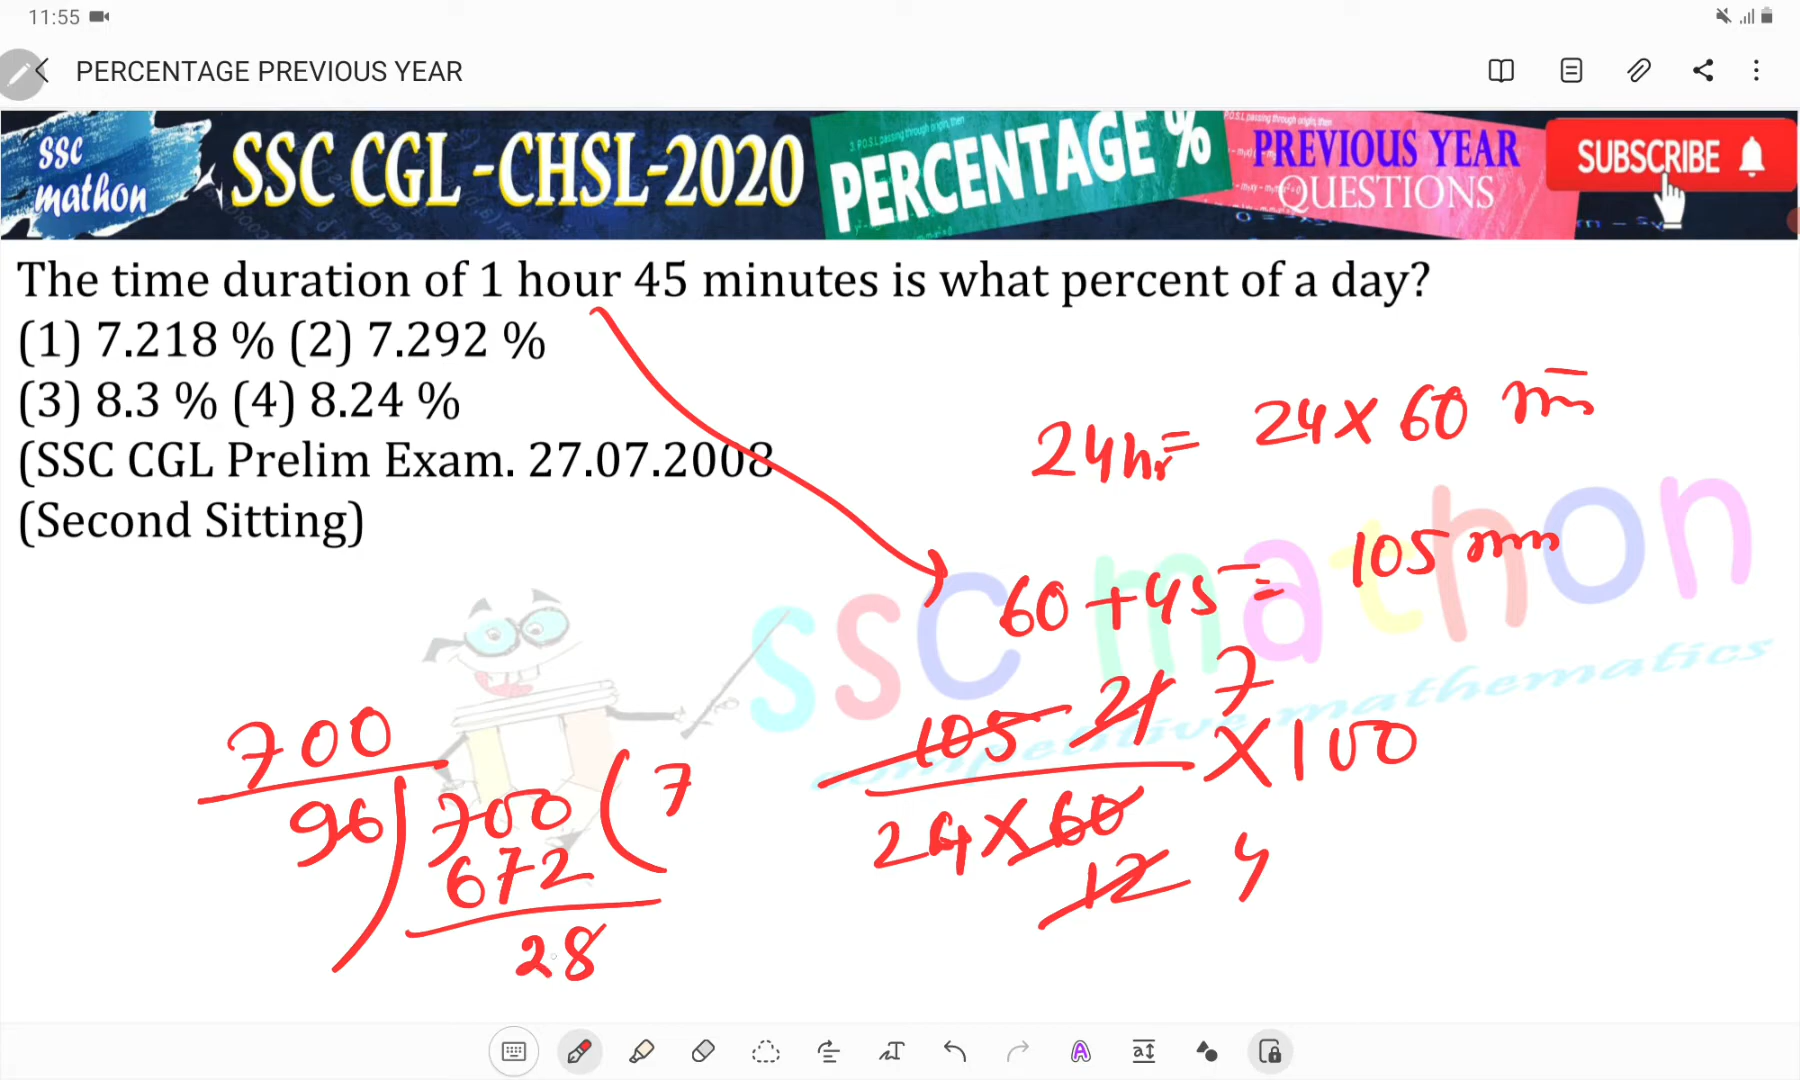 11:55
PERCENTAGE PREVIOUS YEAR
SSC mathon
SSC CGL -CHSL-2020
PERCENTAGE %
PREVIOUS YEAR
QUESTIONS
SUBSCRIBE
The time duration of 1 hour 45 minutes is what percent of a day?
(1) 7.218 % (2) 7.292 %
(3) 8.3 % (4) 8.24 %
(SSC CGL Prelim Exam. 27.07.2008
(Second Sitting)
24hr = 24 x 60 min
60 + 45 = 105 min
SSC mathon
competitive mathematics
105 21 7
24 x 60 x 100
12 4
700
96 ) 700 ( 7
672
28